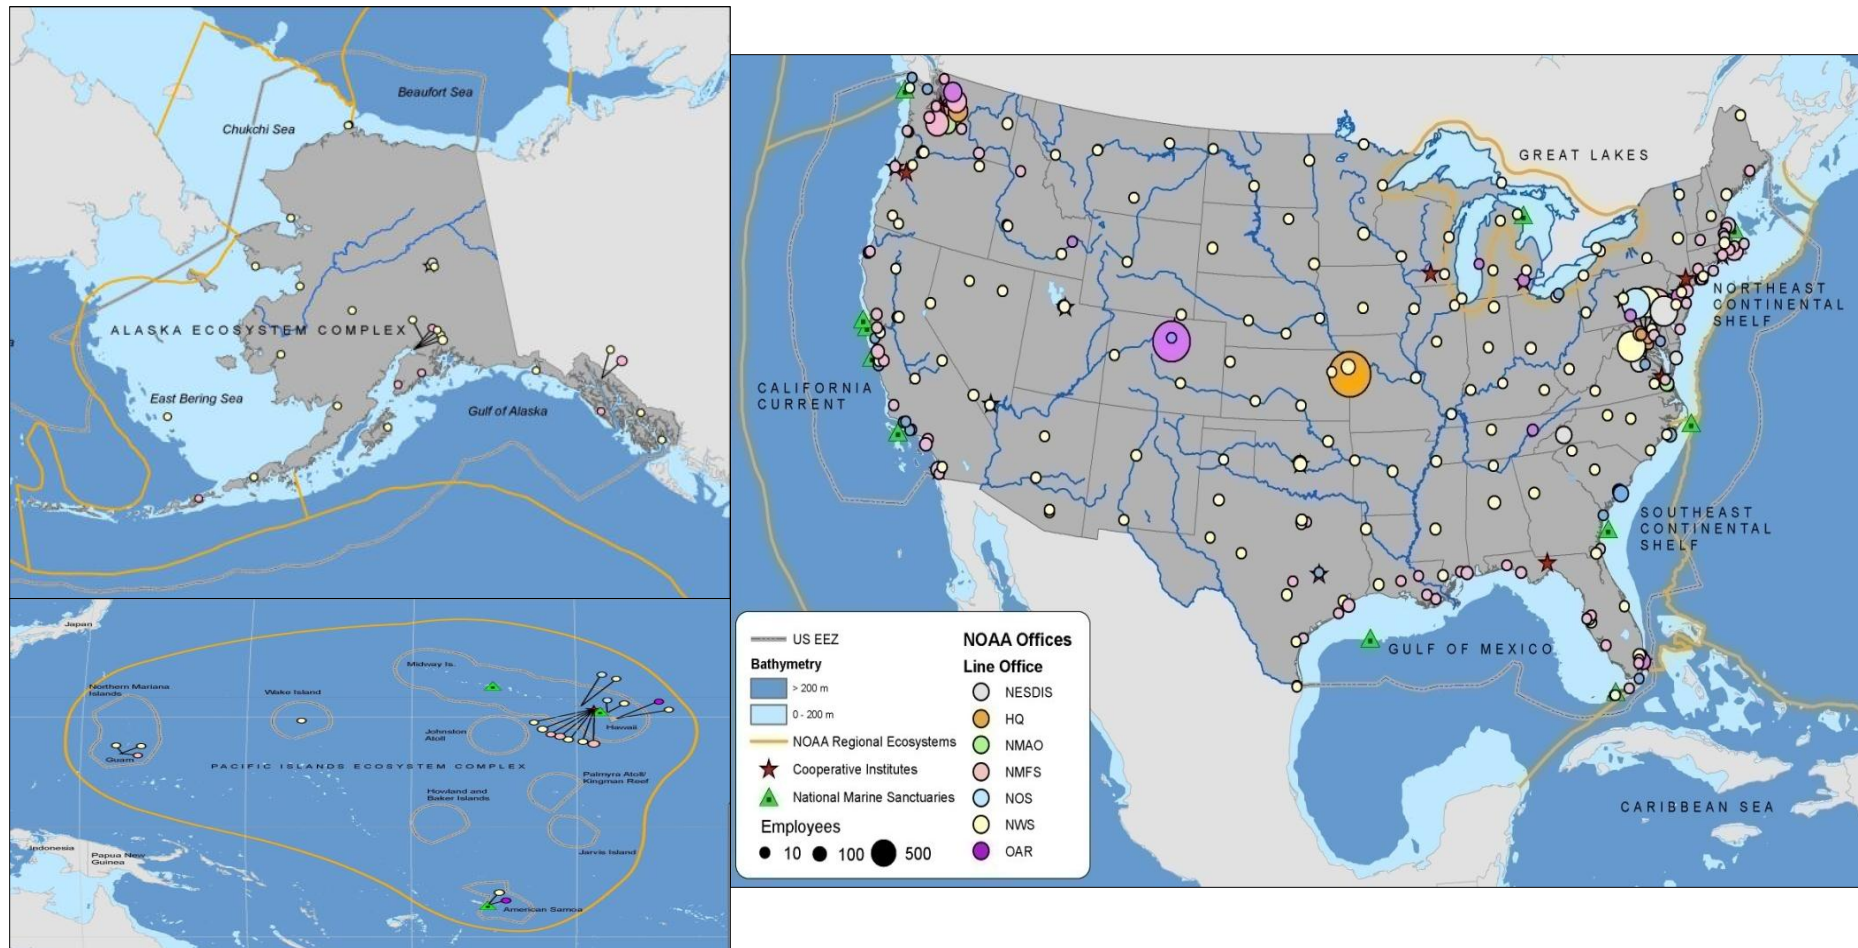 Beaufort Sea
Chukchi Sea
ALASKA ECOSYSTEM COMPLEX
East Bering Sea
Gulf of Alaska
Japan
Midway Is.
Northern Mariana
Islands
Wake Island
Hawaii
Johnston
Atoll
Guam
PACIFIC ISLANDS ECOSYSTEM COMPLEX
Palmyra Atoll/
Kingman Reef
Howland and
Baker Islands
Indonesia
Papua New
Guinea
Jarvis Island
American Samoa
GREAT LAKES
NORTHEAST
CONTINENTAL
SHELF
CALIFORNIA
CURRENT
SOUTHEAST
CONTINENTAL
SHELF
GULF OF MEXICO
CARIBBEAN SEA
US EEZ
Bathymetry
> 200 m
0 - 200 m
NOAA Regional Ecosystems
Cooperative Institutes
National Marine Sanctuaries
Employees
10 100 500
NOAA Offices
Line Office
NESDIS
HQ
NMAO
NMFS
NOS
NWS
OAR